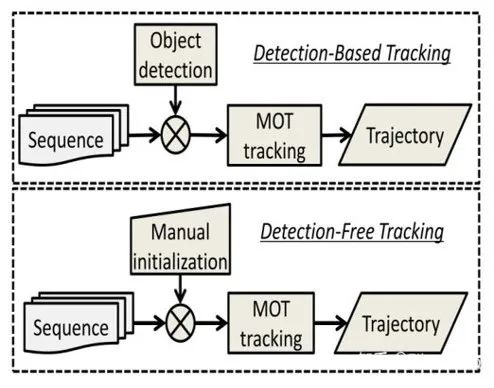 Object
detection
Detection-Based Tracking
Sequence
MOT
tracking
Trajectory
Manual
initialization
Detection-Free Tracking
Sequence
MOT
tracking
Trajectory